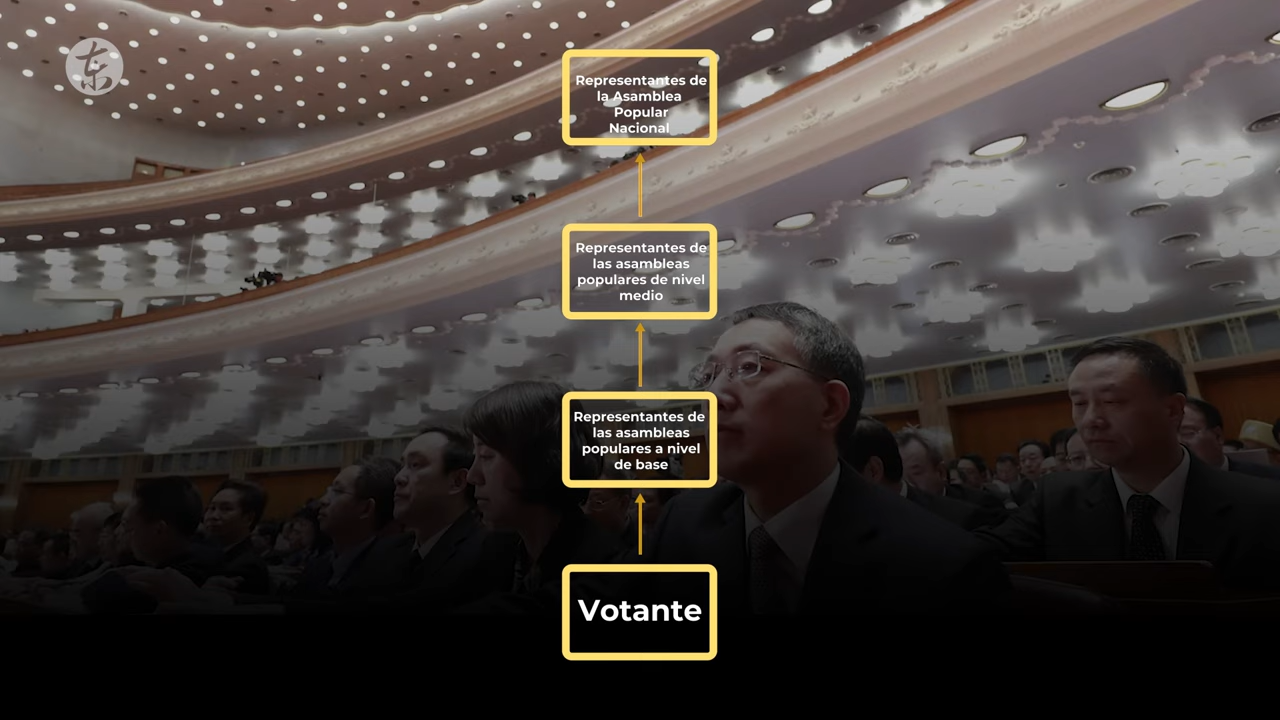 Representantes de
la Asamblea
Popular
Nacional
Representantes de
las asambleas
populares de nivel
medio
Representantes de
las asambleas
populares a nivel
de base
Votante